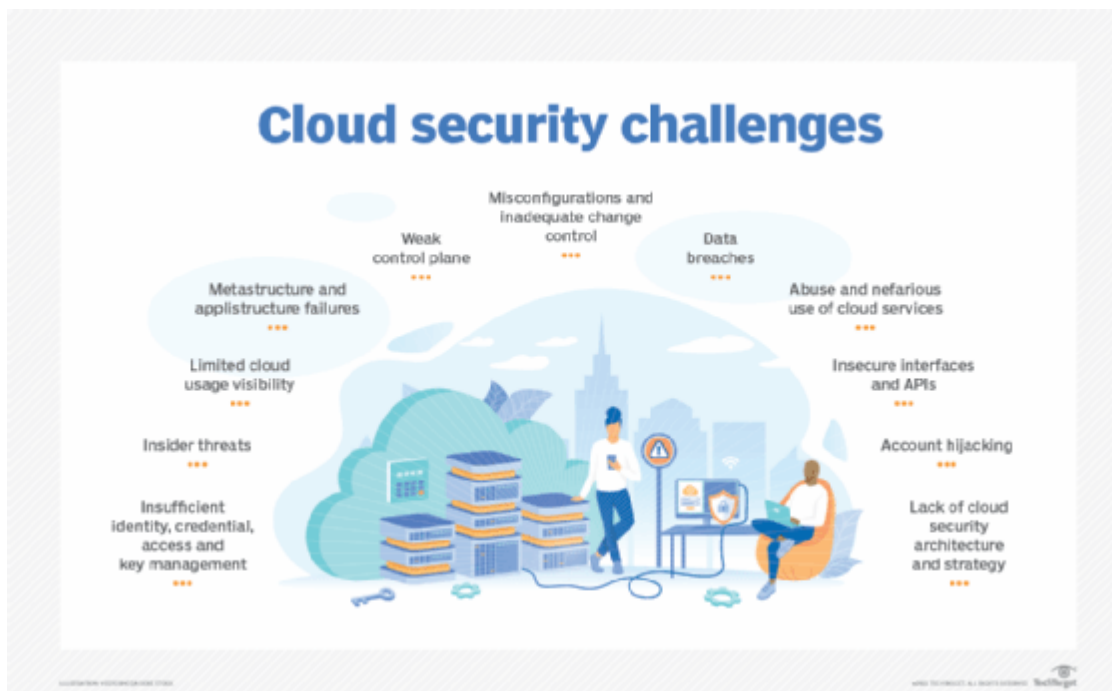 Cloud security challenges
Misconfigurations and
inadequate change
control
Weak
control plane
Data
breaches
Metastructure and
applistructure failures
Abuse and nefarious
use of cloud services
Limited cloud
usage visibility
Insecure interfaces
and APIs
Insider threats
Account hijacking
Insufficient
identity, credential,
access and
key management
Lack of cloud
security
architecture
and strategy
TechTarget